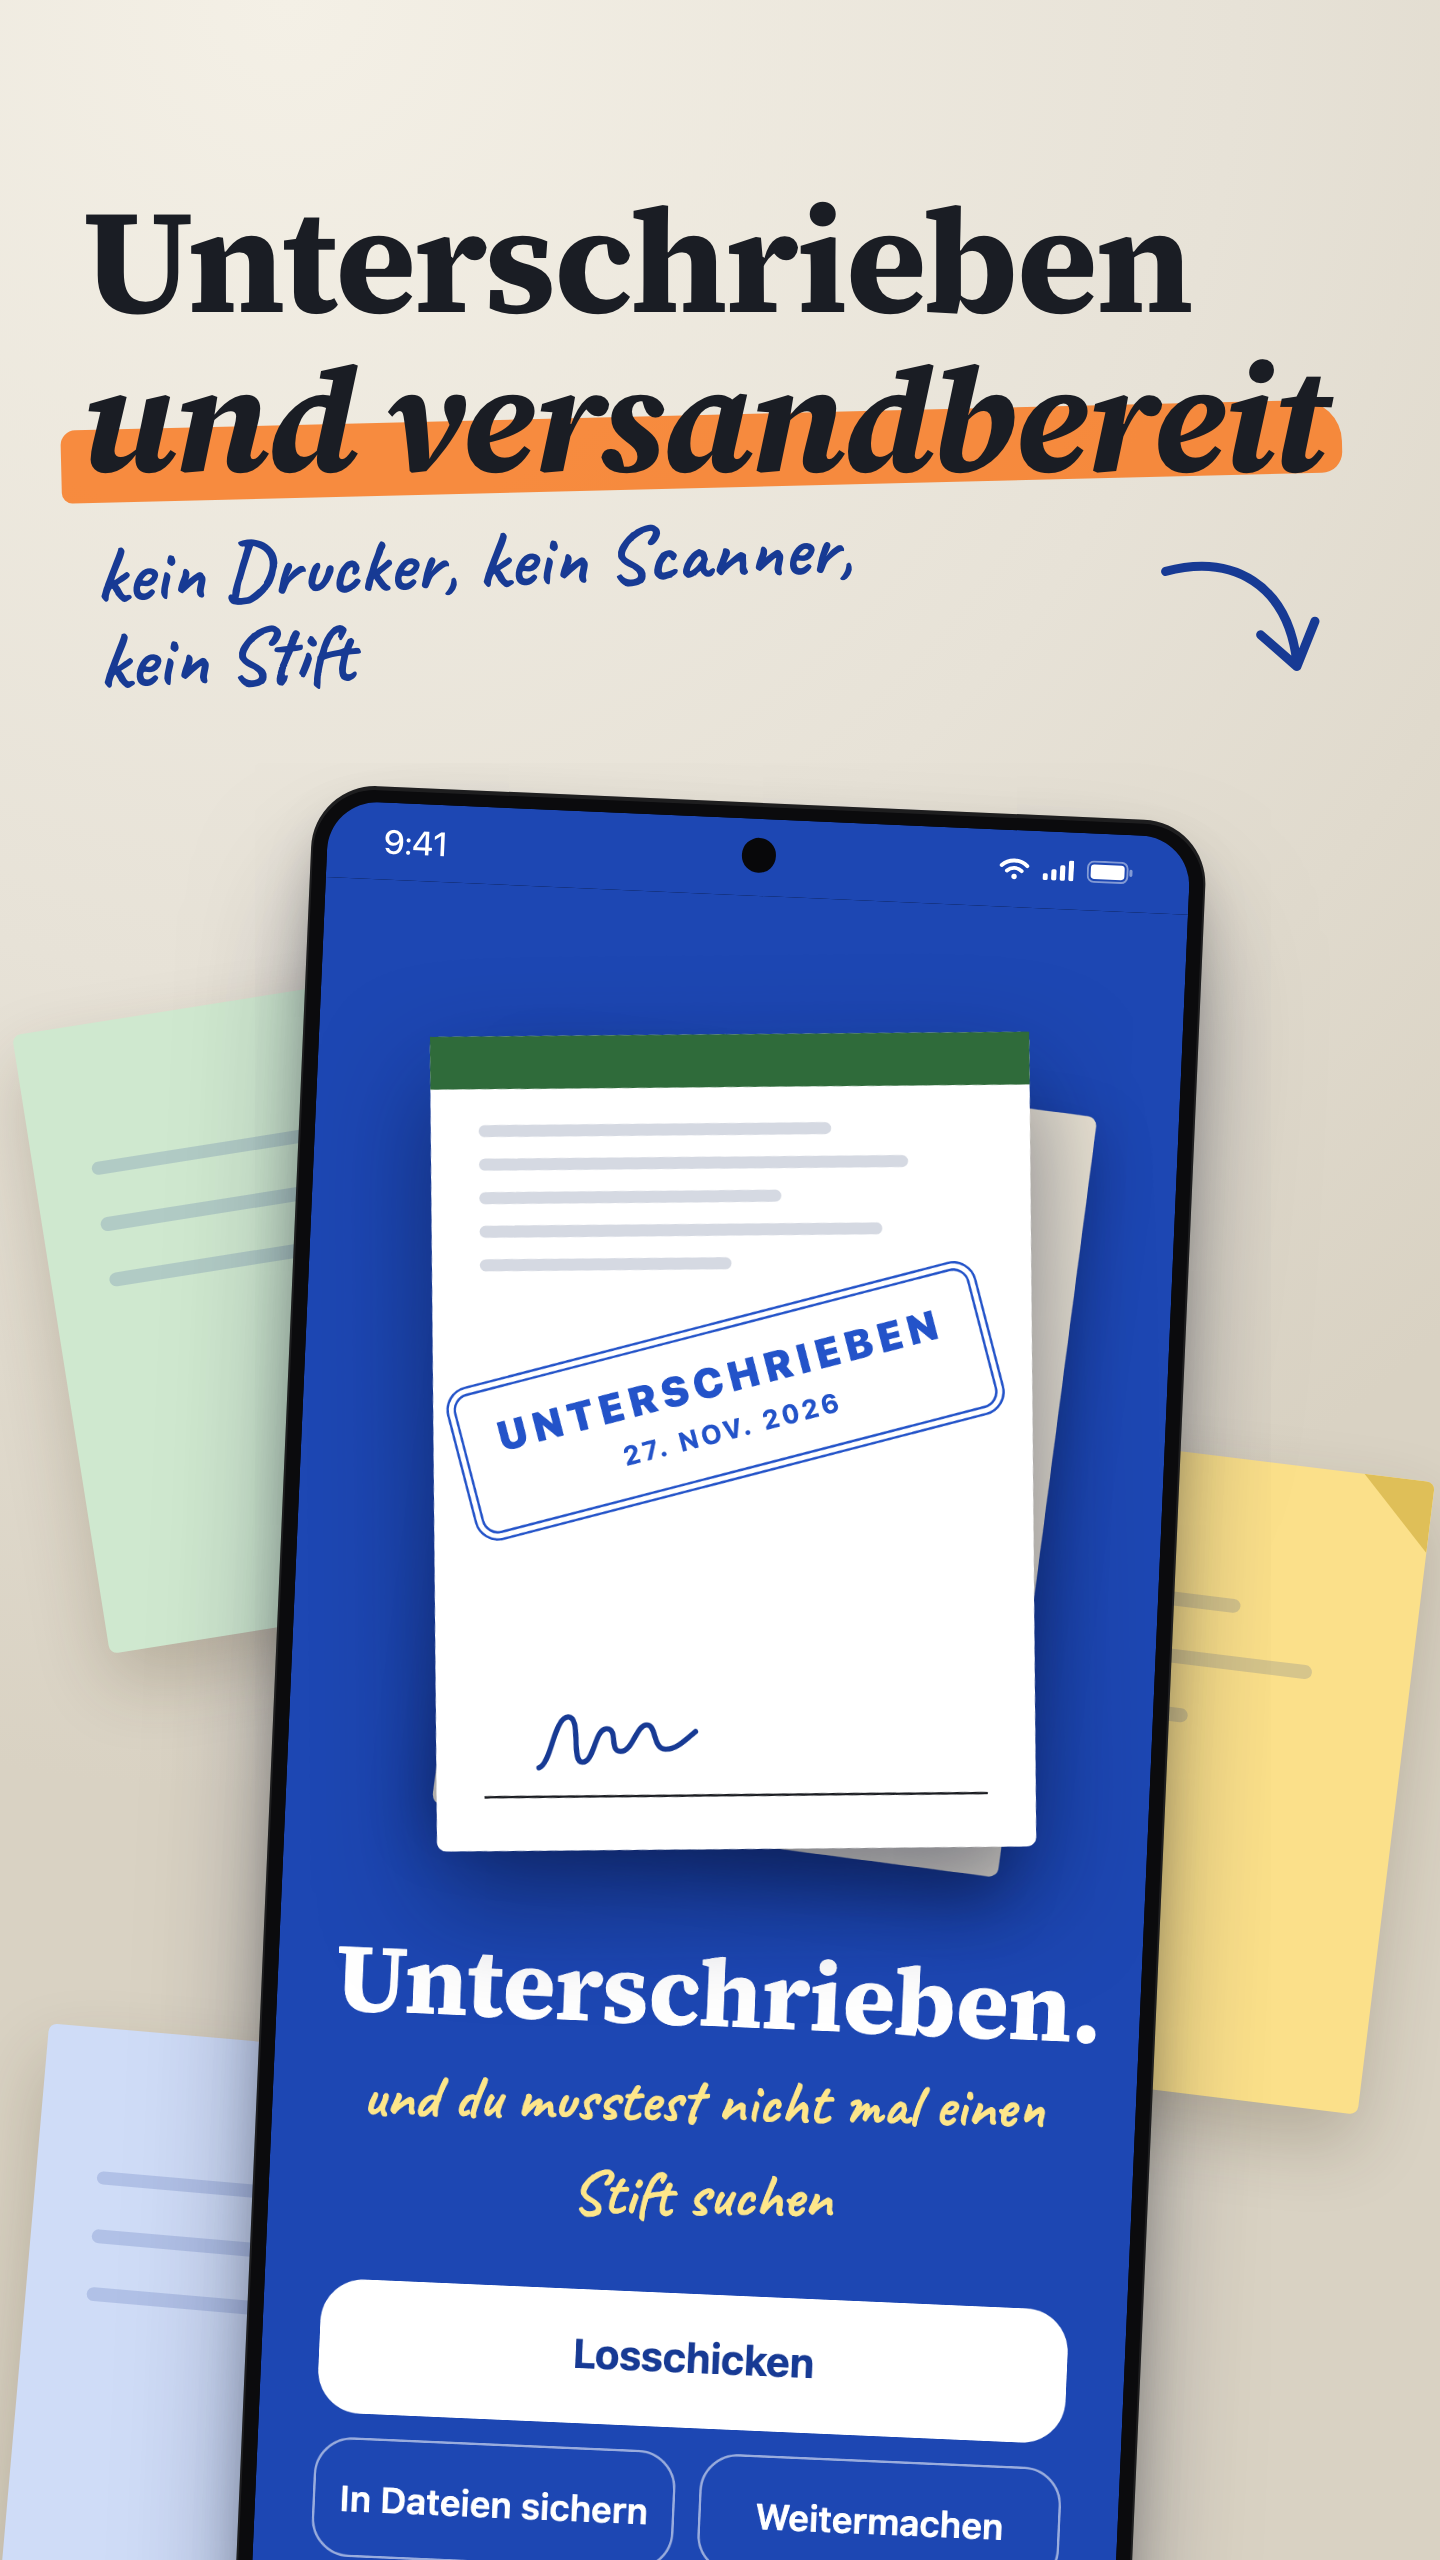 Unterschrieben
und versandbereit
kein Drucker, kein Scanner,
kein Stift
9:41
UNTERSCHRIEBEN
27. NOV. 2026
Unterschrieben.
und du musstest nicht mal einen
Stift suchen
Losschicken
In Dateien sichern
Weitermachen